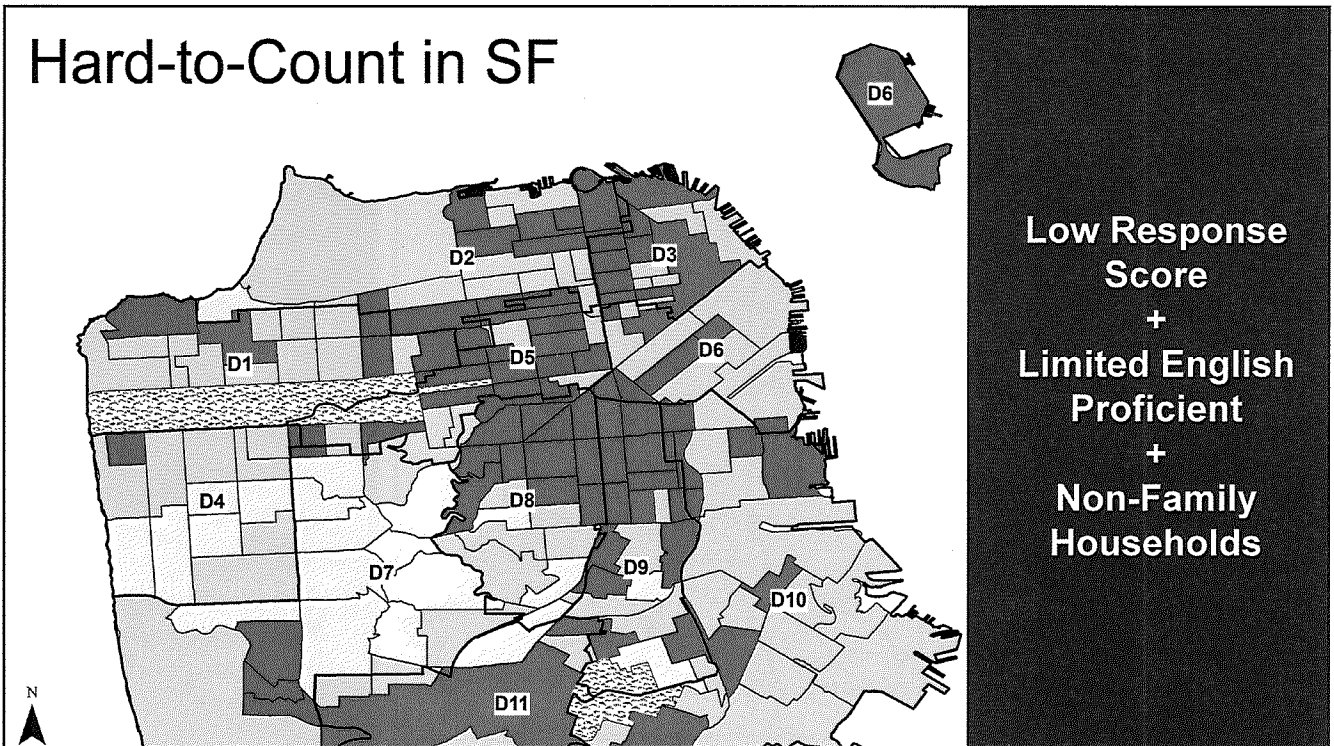 Hard-to-Count in SF
D6
D2
D3
D1
D5
D6
D4
D8
D7
D9
D10
D11
N
Low Response
Score
+
Limited English
Proficient
+
Non-Family
Households